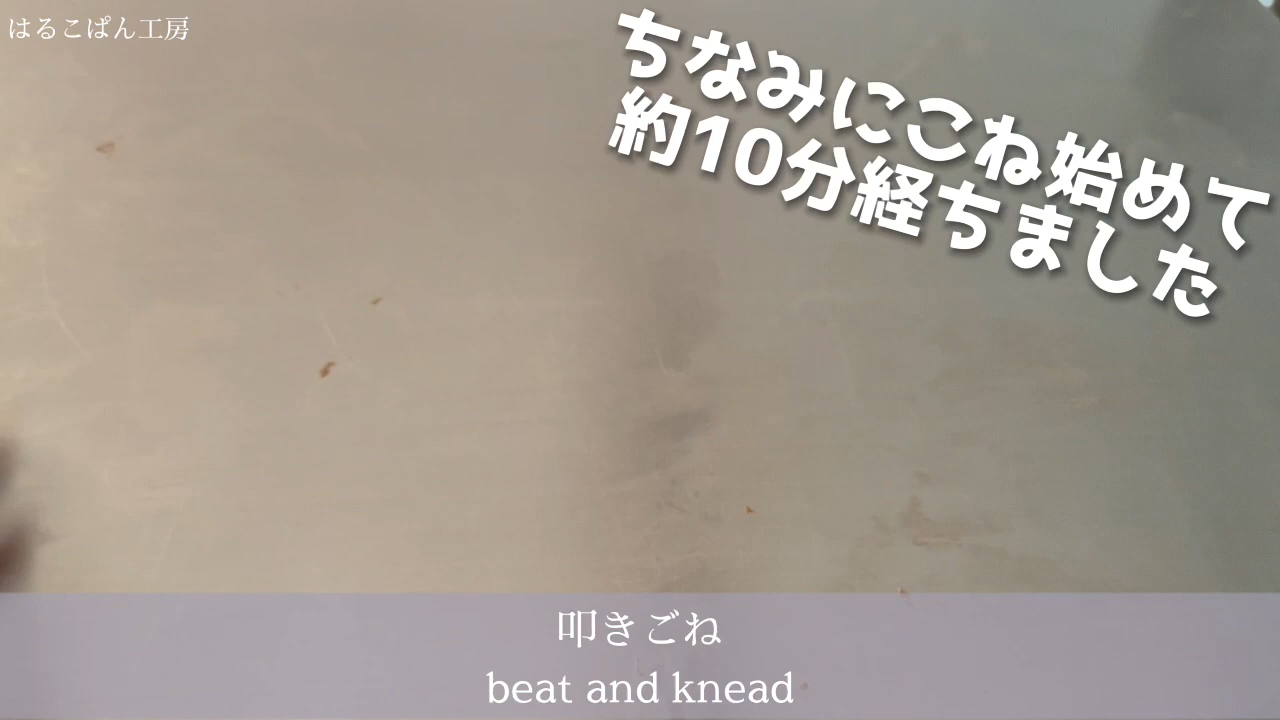 はるこぱん工房
ちなみにこね始めて
約10分経ちました
叩きごね
beat and knead